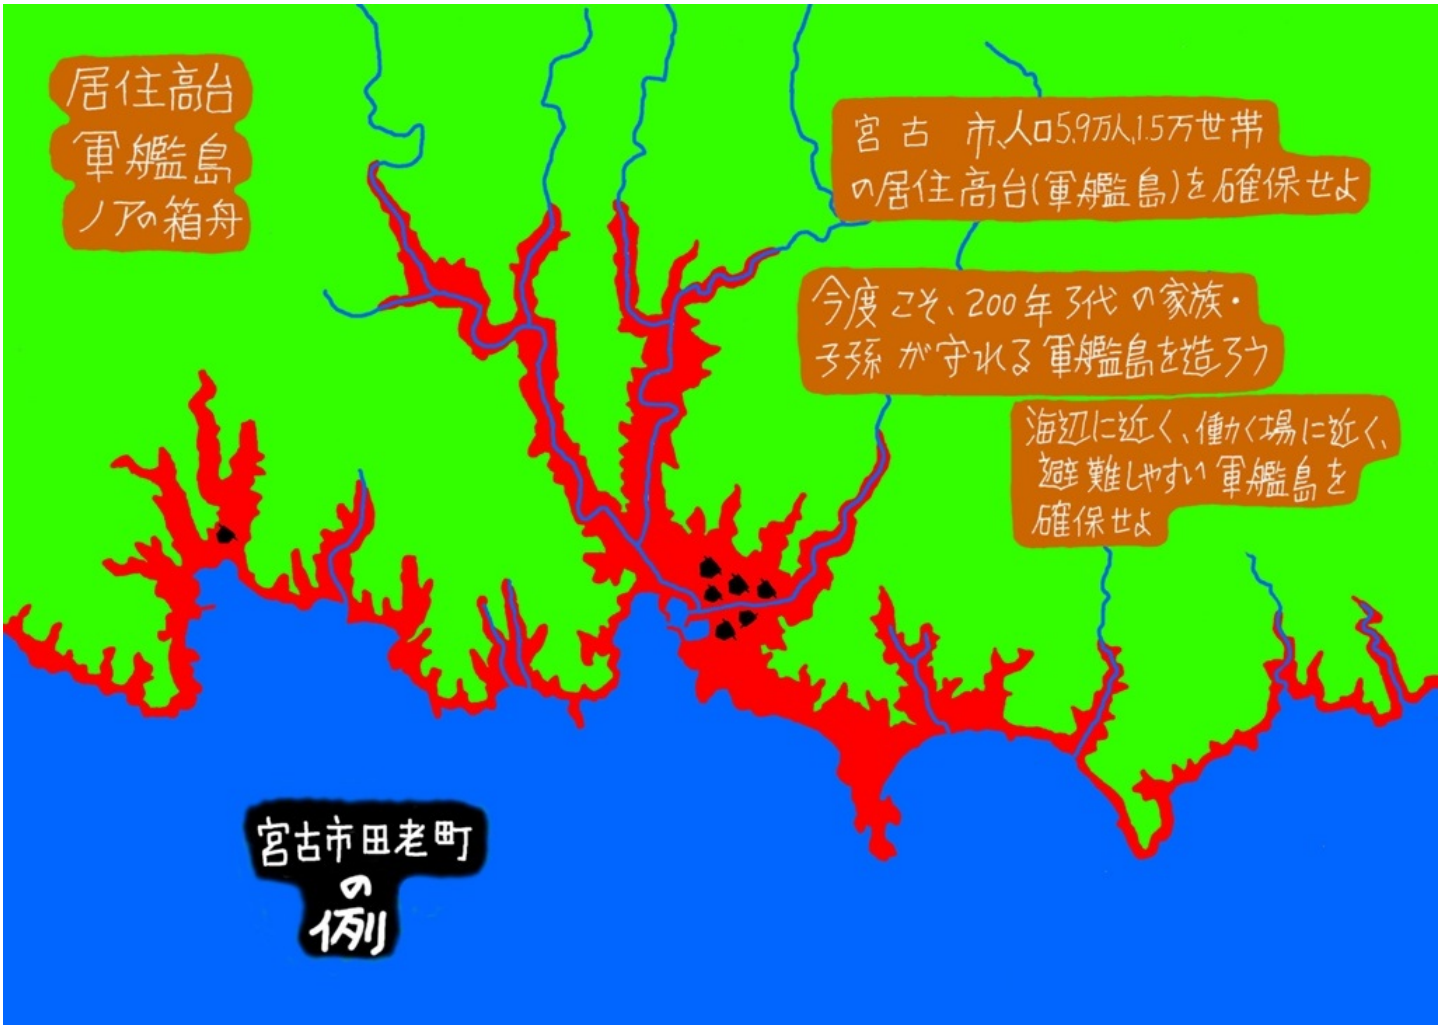 居住高台
軍艦島
ノアの箱舟
宮古 市、人口5.9万人、1.5万世帯
の居住高台(軍艦島)を確保せよ
今度こそ、200年3代の家族・
子孫が守れる軍艦島を造ろう
海辺に近く、働く場に近く、
避難しやすい軍艦島を
確保せよ
宮古市田老町
の
例